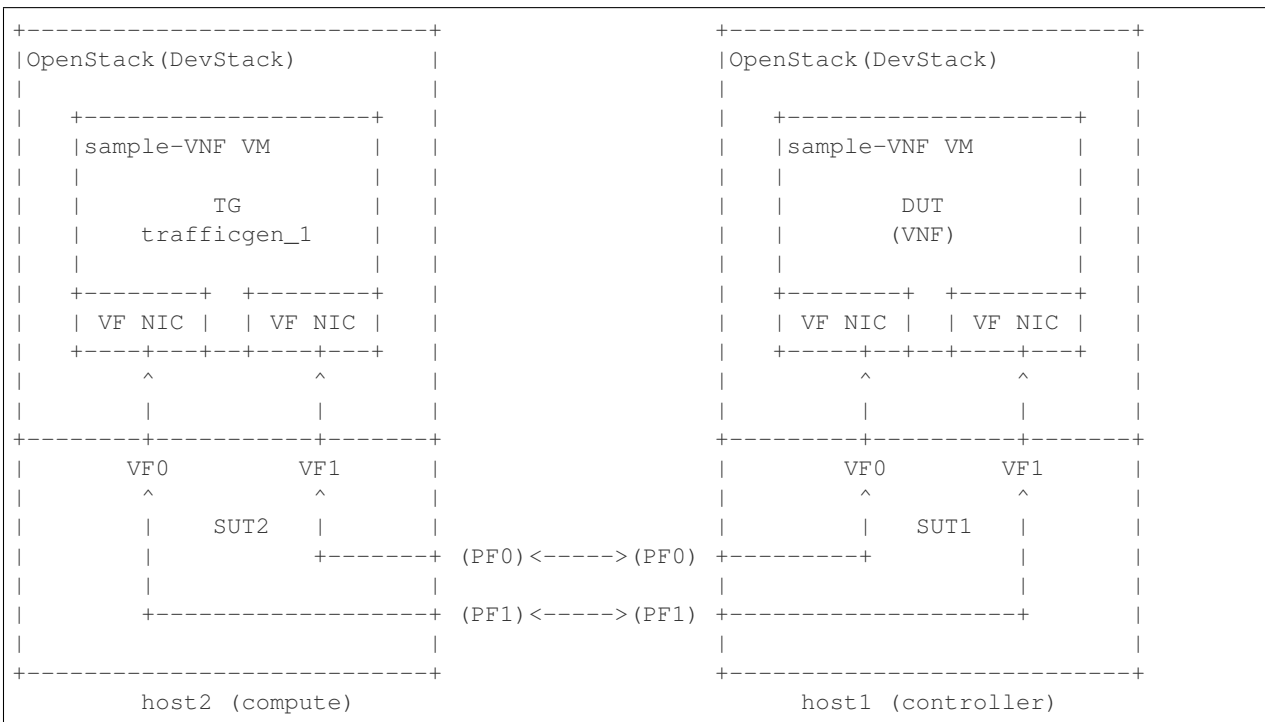 OpenStack(DevStack) OpenStack(DevStack)
sample-VNF VM sample-VNF VM
TG DUT
trafficgen_1 (VNF)
VF NIC VF NIC VF NIC VF NIC
VF0 VF1 VF0 VF1
SUT2 SUT1
(PF0)<----->(PF0)
(PF1)<----->(PF1)
host2 (compute) host1 (controller)